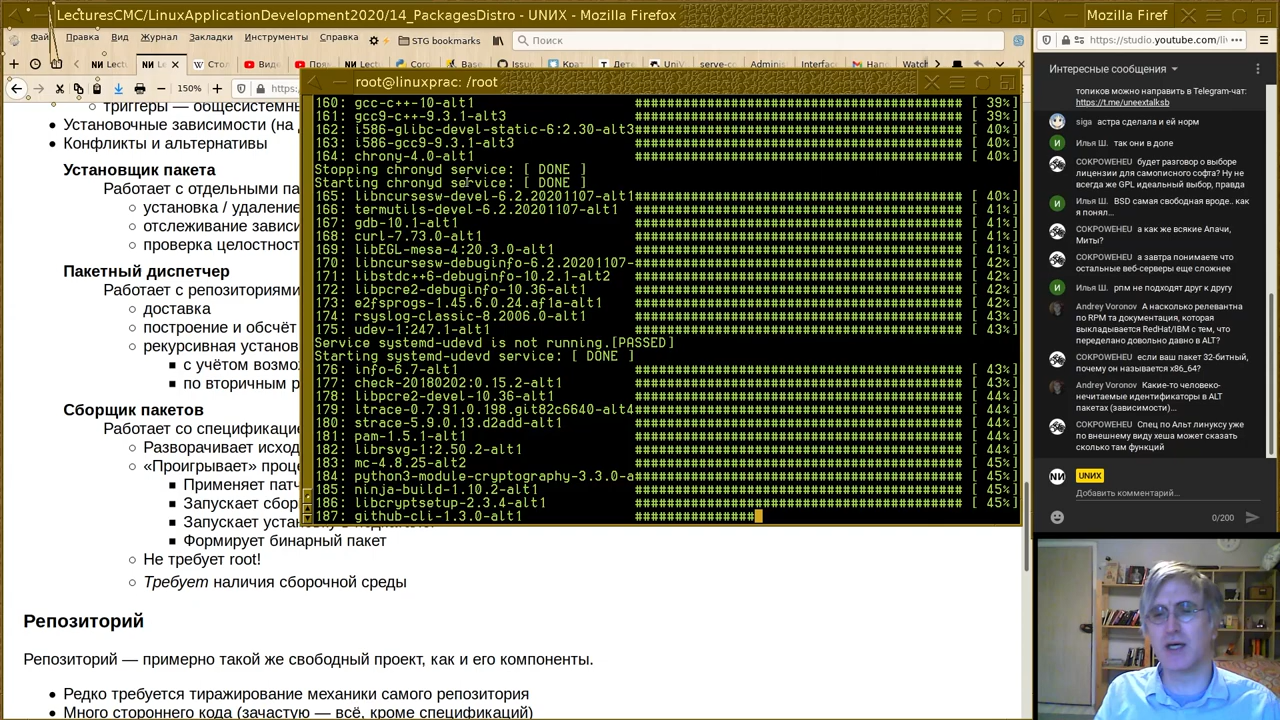 LecturesCMC/LinuxApplicationDevelopment2020/14_PackagesDistro - UNИX - Mozilla Firefox
Mozilla Firef
Файл Правка Вид Журнал Закладки Инструменты Справка
STG bookmarks
Поиск
150%
https://studio.youtube.com/li
Интересные сообщения
триггеры — общесистемн
Установочные зависимости (на
Конфликты и альтернативы
Установщик пакета
Работает с отдельными па
установка / удаление
отслеживание зависи
проверка целостност
Пакетный диспетчер
Работает с репозиториями
доставка
построение и обсчёт
рекурсивная установ
с учётом возмо
по вторичным р
Сборщик пакетов
Работает со спецификацие
Разворачивает исход
«Проигрывает» проце
Применяет патч
Запускает сбор
Запускает установ
Формирует бинарный пакет
Не требует root!
Требует наличия сборочной среды
Репозиторий
Репозиторий — примерно такой же свободный проект, как и его компоненты.
Редко требуется тиражирование механики самого репозитория
Много стороннего кода (зачастую — всё, кроме спецификаций)
root@linuxprac: /root
160: gcc-c++-10-alt1 [ 39%]
161: gcc9-c++-9.3.1-alt3 [ 39%]
162: i586-glibc-devel-static-6:2.30-alt3 [ 40%]
163: i586-gcc9-9.3.1-alt3 [ 40%]
164: chrony-4.0-alt1 [ 40%]
Stopping chronyd service: [ DONE ]
Starting chronyd service: [ DONE ]
165: libncursesw-devel-6.2.20201107-alt1 [ 40%]
166: termutils-devel-6.2.20201107-alt1 [ 41%]
167: gdb-10.1-alt1 [ 41%]
168: curl-7.73.0-alt1 [ 41%]
169: libEGL-mesa-4:20.3.0-alt1 [ 41%]
170: libncursesw-debuginfo-6.2.20201107- [ 42%]
171: libstdc++6-debuginfo-10.2.1-alt2 [ 42%]
172: libpcre2-debuginfo-10.36-alt1 [ 42%]
173: e2fsprogs-1.45.6.0.24.af1a-alt1 [ 42%]
174: rsyslog-classic-8.2006.0-alt1 [ 43%]
175: udev-1:247.1-alt1 [ 43%]
Service systemd-udevd is not running.[PASSED]
Starting systemd-udevd service: [ DONE ]
176: info-6.7-alt1 [ 43%]
177: check-20180202:0.15.2-alt1 [ 43%]
178: libpcre2-devel-10.36-alt1 [ 44%]
179: ltrace-0.7.91.0.198.git82c6640-alt4 [ 44%]
180: strace-5.9.0.13.d2add-alt1 [ 44%]
181: pam-1.5.1-alt1 [ 44%]
182: librsvg-1:2.50.2-alt1 [ 44%]
183: mc-4.8.25-alt2 [ 45%]
184: python3-module-cryptography-3.3.0-a [ 45%]
185: ninja-build-1.10.2-alt1 [ 45%]
186: libcryptsetup-2.3.4-alt1 [ 45%]
187: github-cli-1.3.0-alt1
топиков можно направить в Telegram-чат:
https://t.me/uneextalksb
siga астра сделала и ей норм
Илья Ш. так они в доле
COKPOWEHEU будет разговор о выборе
лицензии для самописного софта? Ну не
всегда же GPL идеальный выбор, правда
Илья Ш. BSD самая свободная вроде.. как
я понял...
COKPOWEHEU а как же всякие Апачи,
Миты?
COKPOWEHEU а завтра понимаете что
остальные веб-серверы еще сложнее
Илья Ш. рпм не подходят друг к другу
Andrey Voronov А насколько релевантна
по RPM та документация, которая
выкладывается RedHat/IBM с тем, что
переделано довольно давно в ALT?
COKPOWEHEU если ваш пакет 32-битный,
почему он называется x86_64?
Andrey Voronov Какие-то человеко-
нечитаемые идентификаторы в ALT
пакетах (зависимости)...
COKPOWEHEU Спец по Альт линуксу уже
по внешнему виду хеша может сказать
сколько там функций
UNИX
Добавить комментарий...
0/200